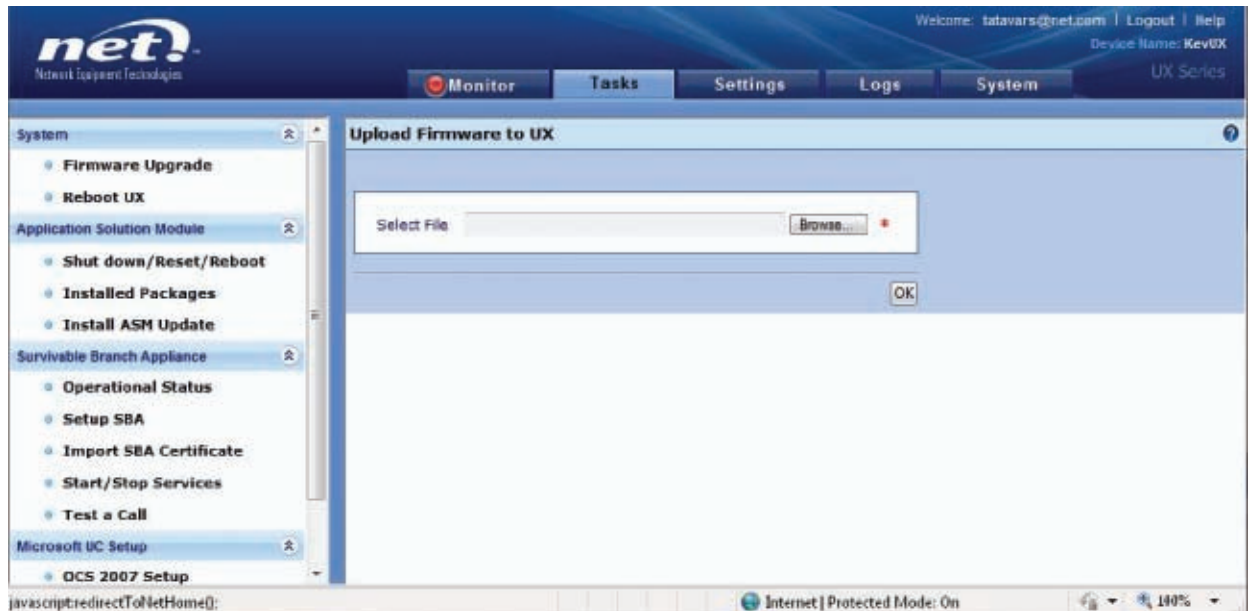 Welcome: tatavars@net.com | Logout | Help
net.
Network Equipment Technologies
Device Name: KevUX
UX Series
Monitor
Tasks
Settings
Logs
System
System
Firmware Upgrade
Reboot UX
Application Solution Module
Shut down/Reset/Reboot
Installed Packages
Install ASM Update
Survivable Branch Appliance
Operational Status
Setup SBA
Import SBA Certificate
Start/Stop Services
Test a Call
Microsoft UC Setup
OCS 2007 Setup
Upload Firmware to UX
?
Select File
Browse... *
OK
javascript:redirectToNetHome();
Internet | Protected Mode: On
100%